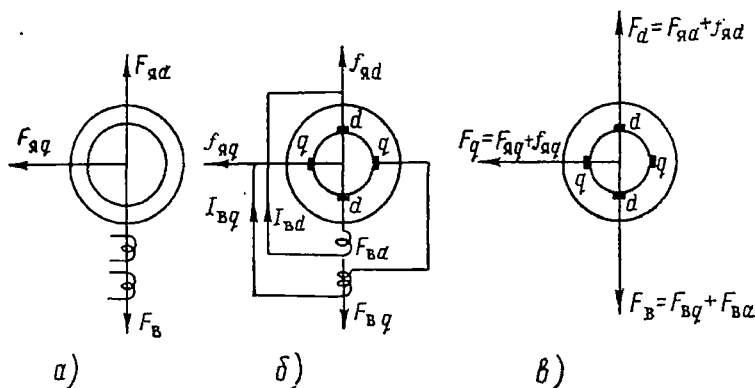 Fяd
Fяq
Fв
а)
fяd
fяq
d
q
q
d
Iвq
Iвd
Fвd
Fвq
б)
Fd=Fяd+fяd
Fq=Fяq+fяq
d
q
q
d
Fв=Fвq+Fвd
в)